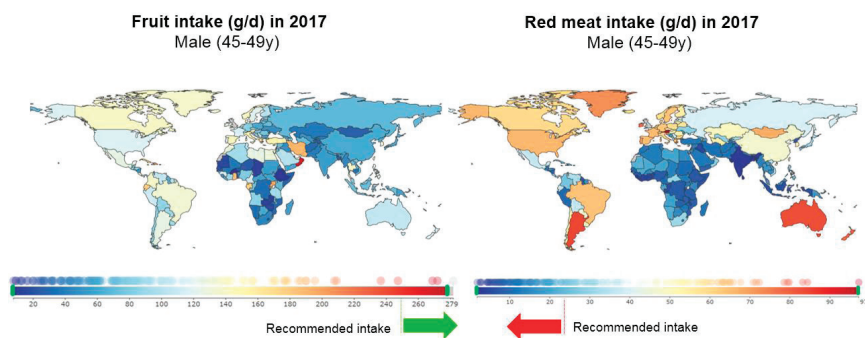 Fruit intake (g/d) in 2017
Male (45-49y)
Red meat intake (g/d) in 2017
Male (45-49y)
20 40 60 80 100 120 140 160 180 200 220 240 260 279
10 20 30 40 50 60 70 80 90
Recommended intake
Recommended intake